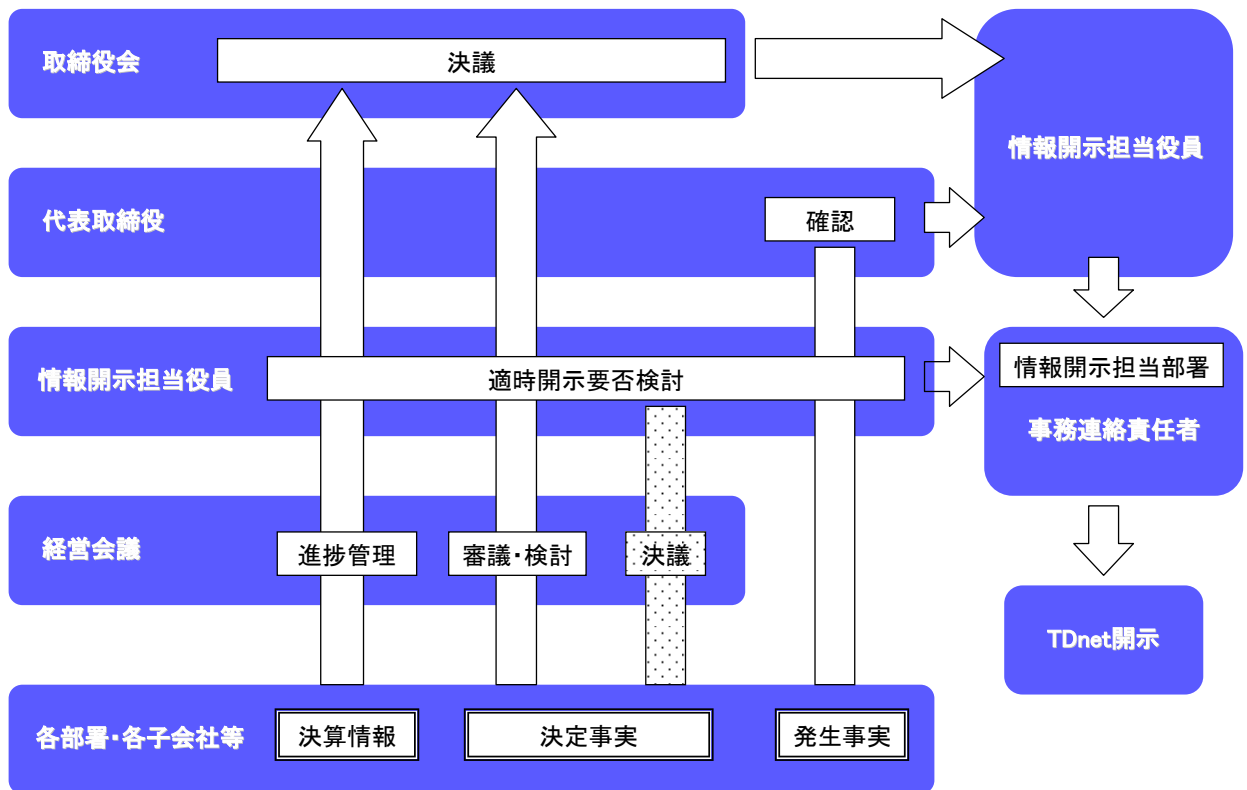 取締役会
決議
情報開示担当役員
代表取締役
確認
情報開示担当役員
適時開示要否検討
情報開示担当部署
事務連絡責任者
経営会議
進捗管理
審議・検討
決議
TDnet開示
各部署・各子会社等
決算情報
決定事実
発生事実